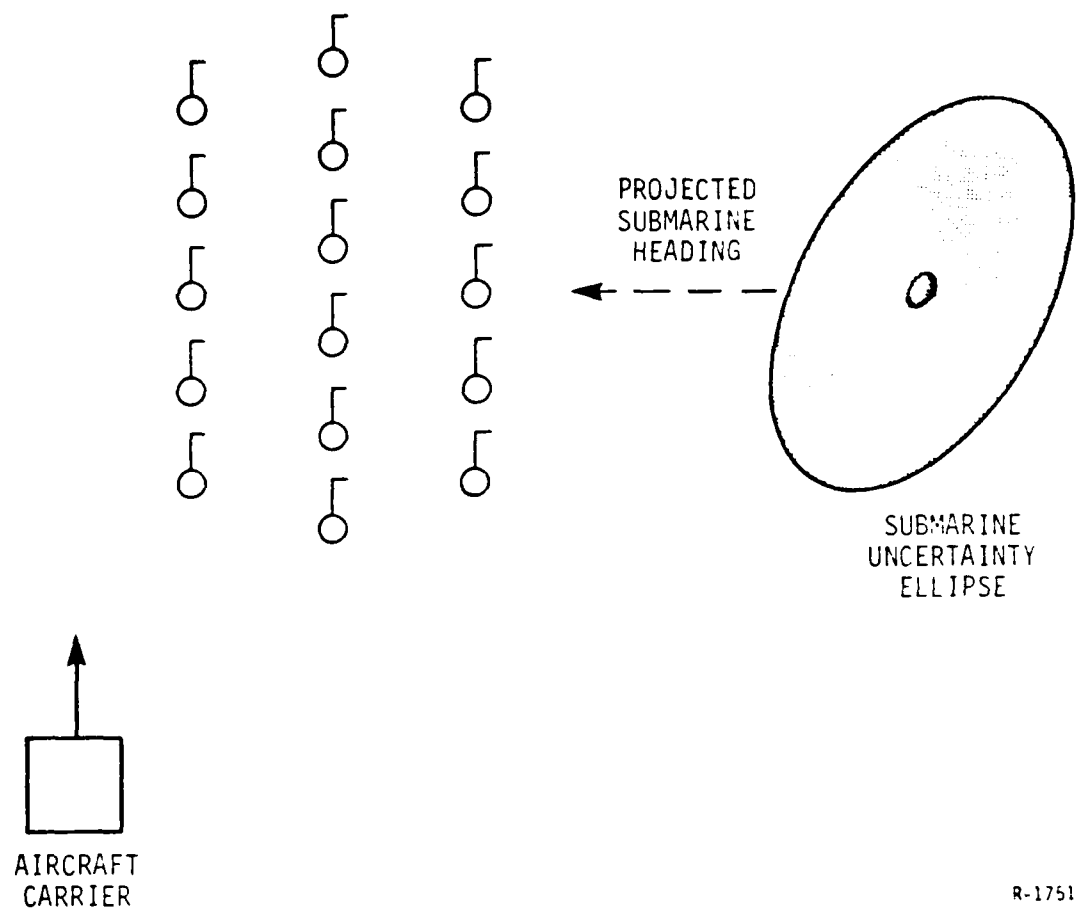 PROJECTED
SUBMARINE
HEADING
SUBMARINE
UNCERTAINTY
ELLIPSE
AIRCRAFT
CARRIER
R-1751